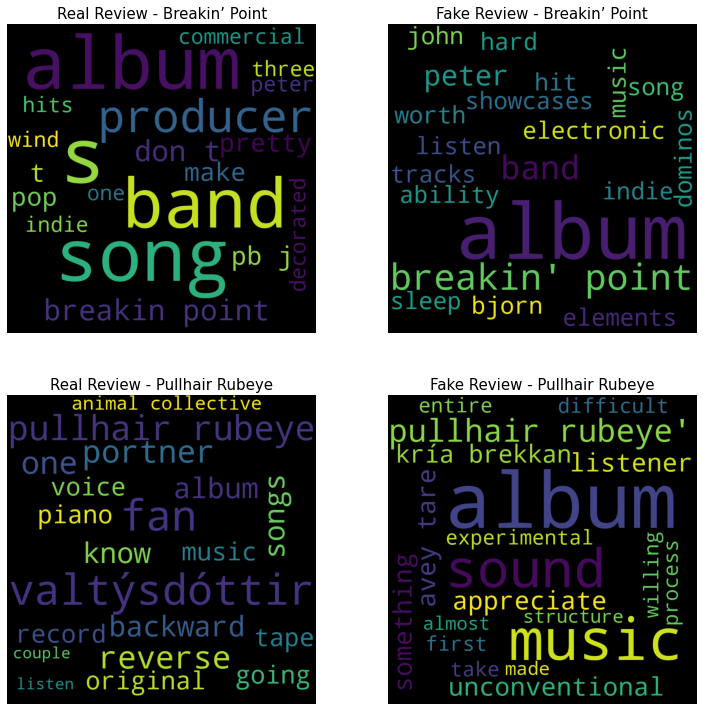 Real Review - Breakin’ Point
commercial
album
three
peter
hits
producer
wind
s
don t
pretty
t
make
pop
one
band
indie
decorated
song
pb j
breakin point
Fake Review - Breakin’ Point
john
hard
music
peter
hit
song
showcases
worth
electronic
dominos
listen
tracks
band
ability
indie
album
breakin' point
sleep
bjorn
elements
Real Review - Pullhair Rubeye
animal collective
pullhair rubeye
one
portner
voice
album
songs
piano
fan
know
music
valtýsdóttir
record
backward
tape
couple
reverse
going
listen
original
Fake Review - Pullhair Rubeye
entire
difficult
pullhair rubeye'
kría brekkan
listener
avey tare
album
experimental
willing
process
something
sound
appreciate
almost
structure
first
music
take
made
unconventional